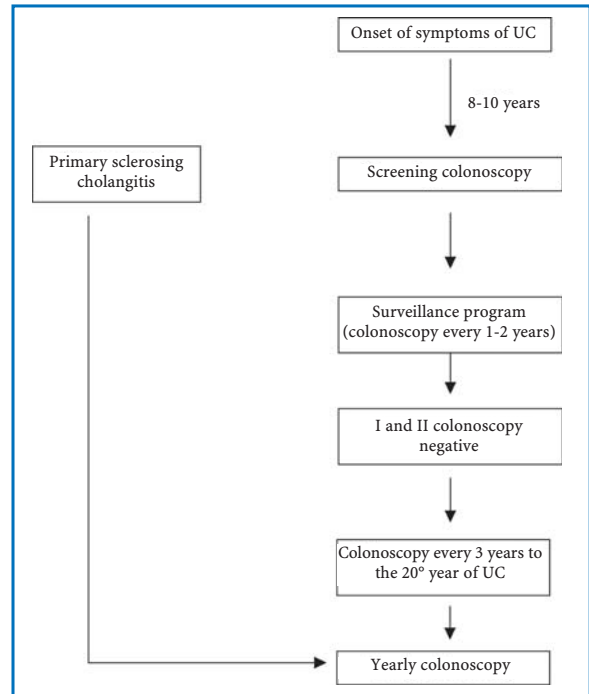 Onset of symptoms of UC
8-10 years
Primary sclerosing
cholangitis
Screening colonoscopy
Surveillance program
(colonoscopy every 1-2 years)
I and II colonoscopy
negative
Colonoscopy every 3 years to
the 20° year of UC
Yearly colonoscopy